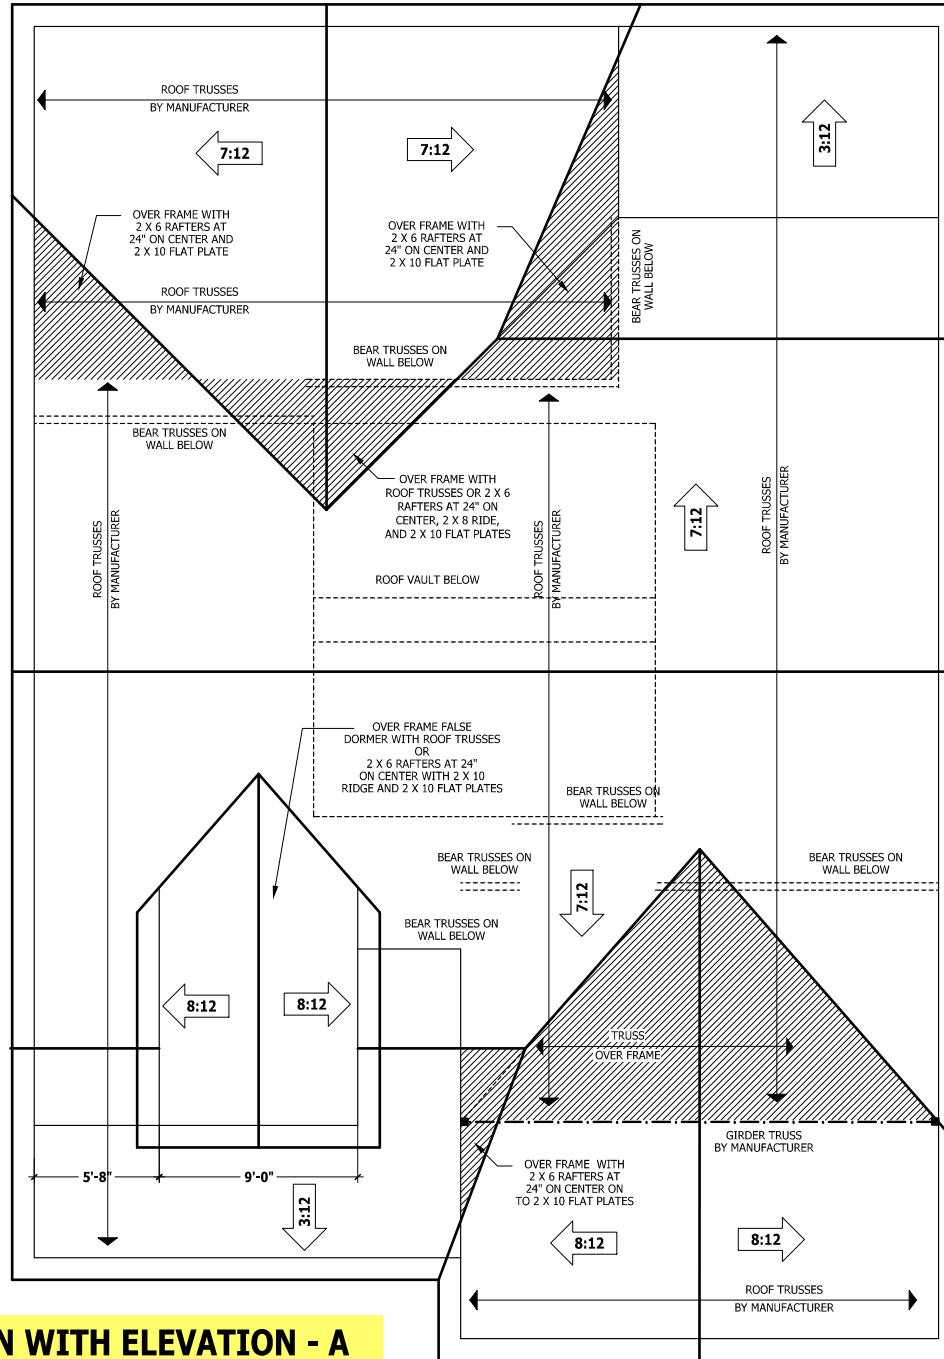 ROOF TRUSSES
BY MANUFACTURER
7:12
7:12
3:12
OVER FRAME WITH
2 X 6 RAFTERS AT
24" ON CENTER AND
2 X 10 FLAT PLATE
OVER FRAME WITH
2 X 6 RAFTERS AT
24" ON CENTER AND
2 X 10 FLAT PLATE
BEAR TRUSSES ON
WALL BELOW
ROOF TRUSSES
BY MANUFACTURER
BEAR TRUSSES ON
WALL BELOW
BEAR TRUSSES ON
WALL BELOW
OVER FRAME WITH
ROOF TRUSSES OR 2 X 6
RAFTERS AT 24" ON
CENTER, 2 X 8 RIDE,
AND 2 X 10 FLAT PLATES
ROOF TRUSSES
BY MANUFACTURER
ROOF TRUSSES
BY MANUFACTURER
7:12
ROOF TRUSSES
BY MANUFACTURER
ROOF VAULT BELOW
OVER FRAME FALSE
DORMER WITH ROOF TRUSSES
OR
2 X 6 RAFTERS AT 24"
ON CENTER WITH 2 X 10
RIDGE AND 2 X 10 FLAT PLATES
BEAR TRUSSES ON
WALL BELOW
BEAR TRUSSES ON
WALL BELOW
BEAR TRUSSES ON
WALL BELOW
7:12
BEAR TRUSSES ON
WALL BELOW
8:12
8:12
TRUSS
OVER FRAME
GIRDER TRUSS
BY MANUFACTURER
5'-8"
9'-0"
OVER FRAME WITH
2 X 6 RAFTERS AT
24" ON CENTER ON
TO 2 X 10 FLAT PLATES
3:12
8:12
8:12
ROOF TRUSSES
BY MANUFACTURER
N WITH ELEVATION - A